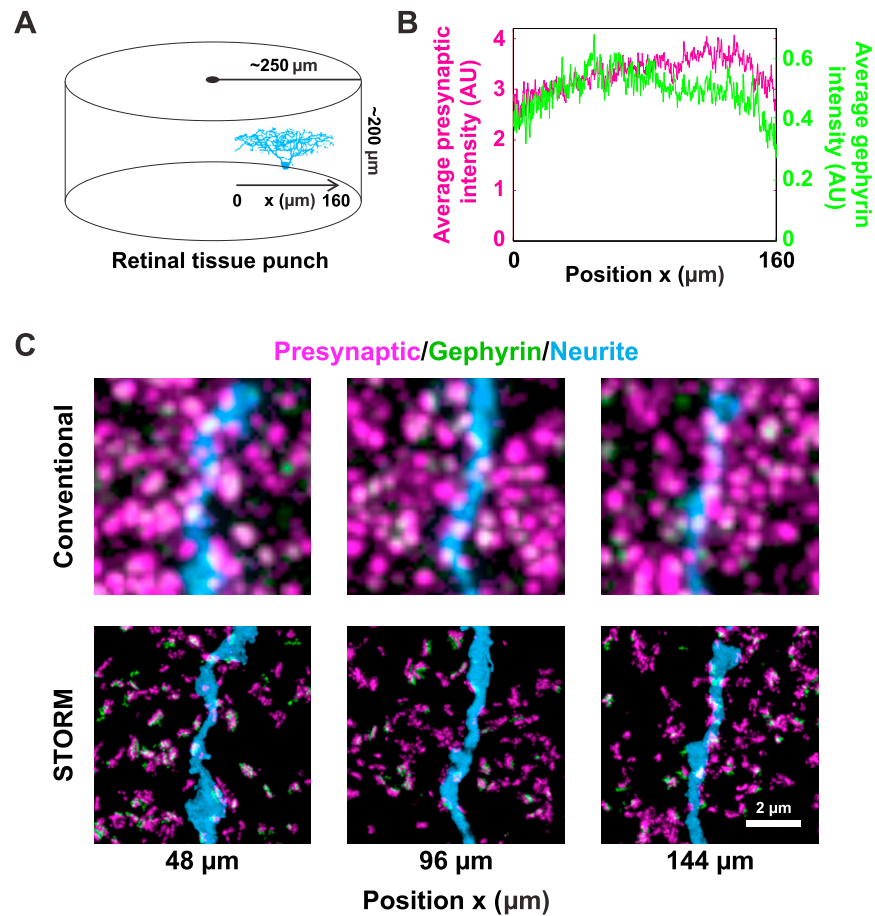 A
~250 µm
~200 µm
0 x (µm) 160
Retinal tissue punch
B
Average presynaptic
intensity (AU)
4
3
2
1
0
0.6
0.4
0.2
0
Average gephyrin
intensity (AU)
0 160
Position x (µm)
C
Presynaptic/Gephyrin/Neurite
Conventional
STORM
2 µm
48 µm 96 µm 144 µm
Position x (µm)